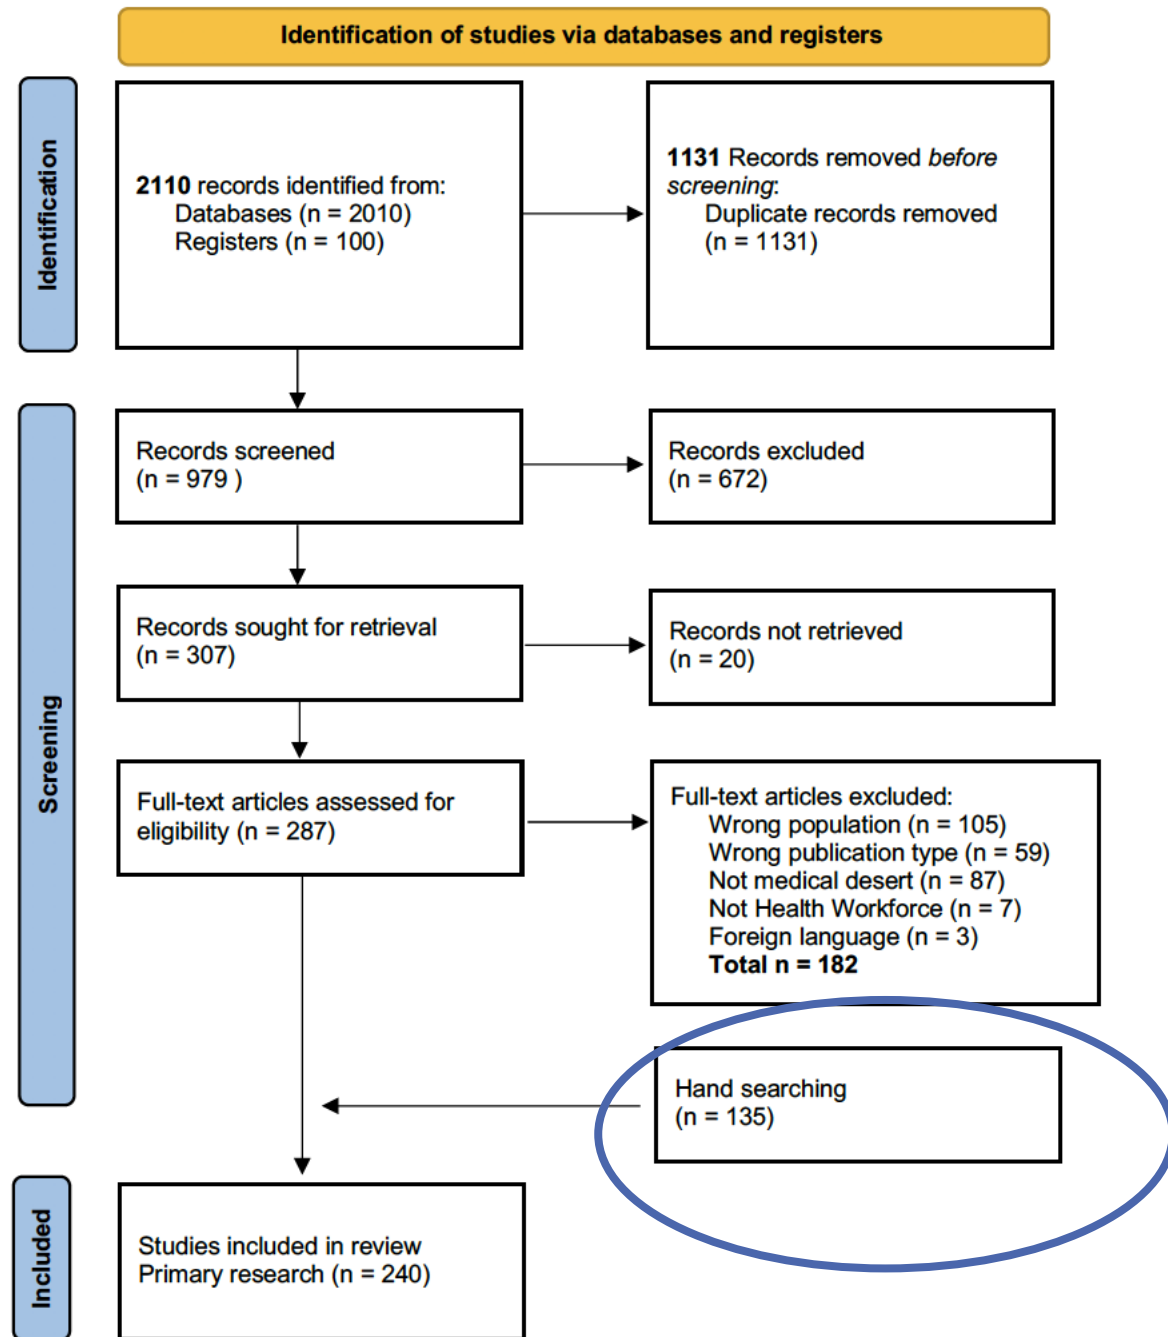 Identification of studies via databases and registers
Identification
2110 records identified from:
Databases (n = 2010)
Registers (n = 100)
1131 Records removed before
screening:
Duplicate records removed
(n = 1131)
Screening
Records screened
(n = 979 )
Records excluded
(n = 672)
Records sought for retrieval
(n = 307)
Records not retrieved
(n = 20)
Full-text articles assessed for
eligibility (n = 287)
Full-text articles excluded:
Wrong population (n = 105)
Wrong publication type (n = 59)
Not medical desert (n = 87)
Not Health Workforce (n = 7)
Foreign language (n = 3)
Total n = 182
Hand searching
(n = 135)
Included
Studies included in review
Primary research (n = 240)